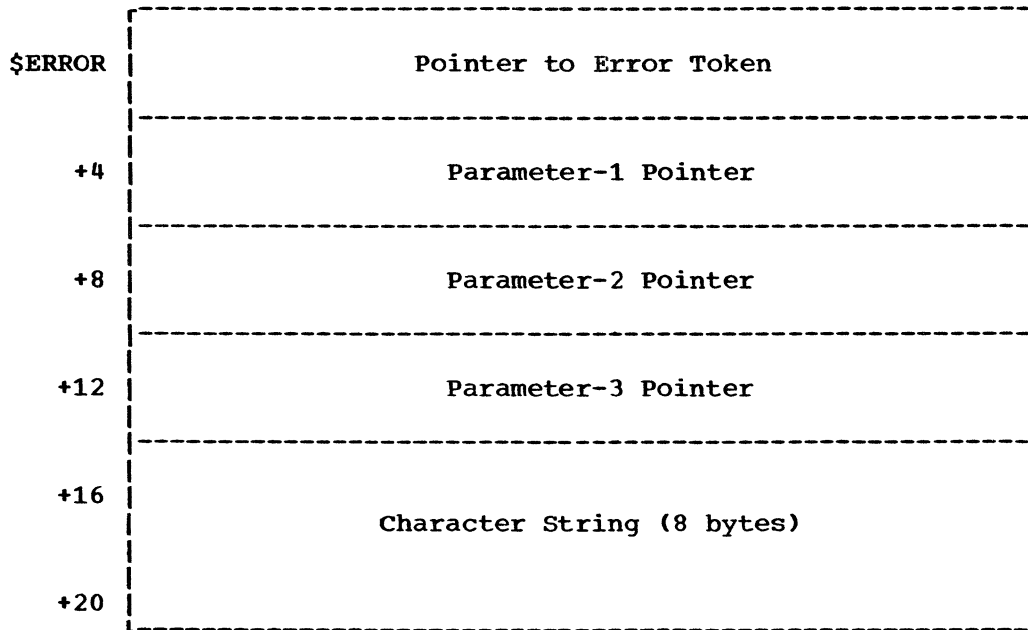 $ERROR Pointer to Error Token
+4 Parameter-1 Pointer
+8 Parameter-2 Pointer
+12 Parameter-3 Pointer
+16
Character String (8 bytes)
+20